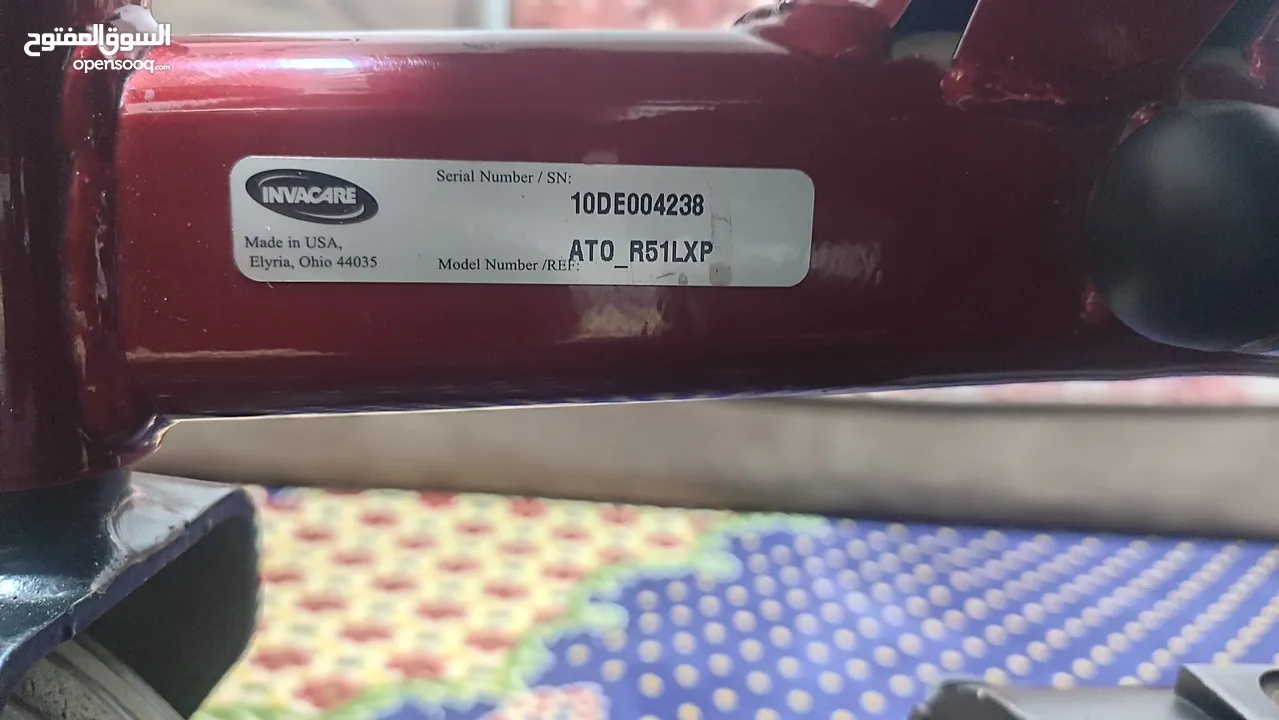 السوق المفتوح
opensooq.com
INVACARE
Made in USA,
Elyria, Ohio 44035
Serial Number / SN:
10DE004238
ATO_R51LXP
Model Number /REF: